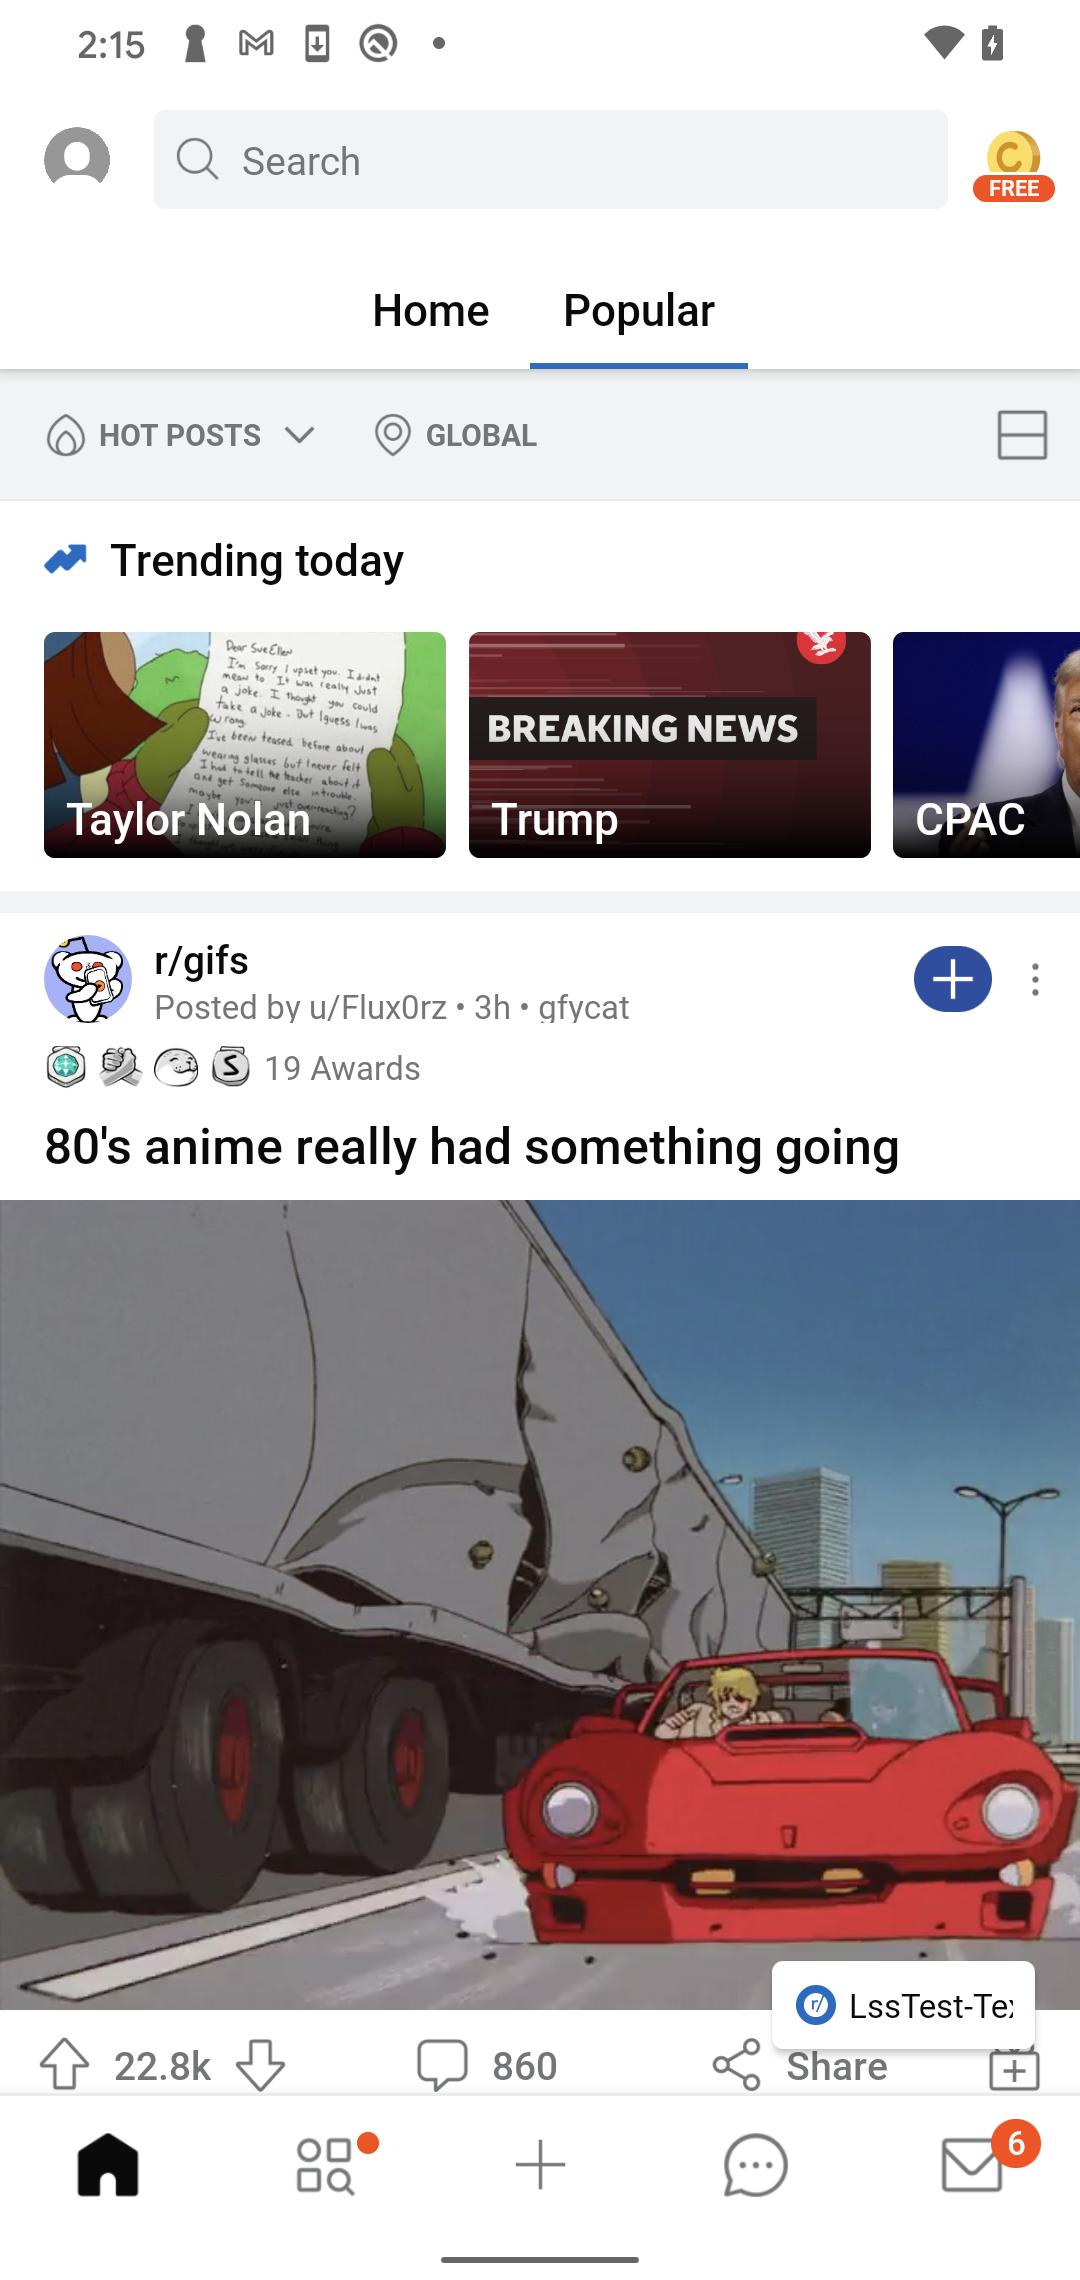 2:15
Search
FREE
Home Popular
HOT POSTS GLOBAL
Trending today
Dear Sue Ellen
I'm Sorry I upset you. I didnt
mean to. It was really Just
a joke. I thought you could
take a joke - But I guess I was
wrong.
I've been teased before about
wearing glasses but I never felt
I had to tell the teacher about it
and get Someone else in trouble.
maybe you're just over-reacting?
Taylor Nolan
BREAKING NEWS
Trump
CPAC
r/gifs
Posted by u/Flux0rz • 3h • gfycat
19 Awards
80's anime really had something going
r/ LssTest-Te
22.8k 860 Share
6